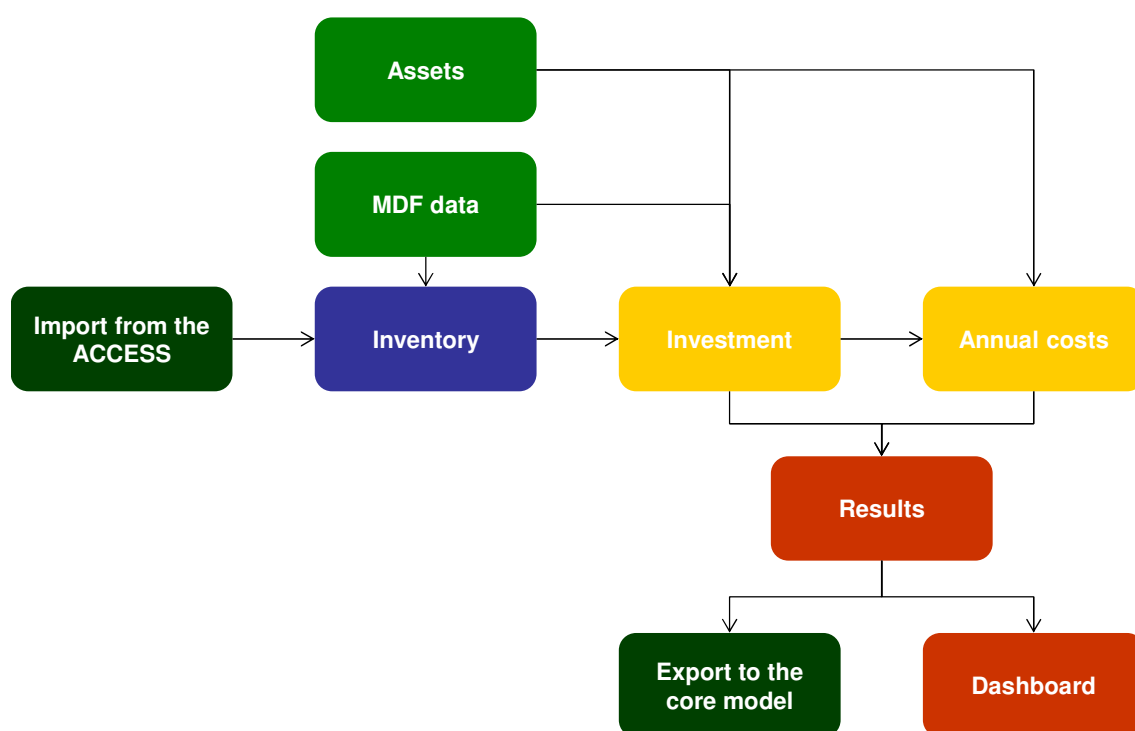 Assets
MDF data
Import from the
ACCESS
Inventory
Investment
Annual costs
Results
Export to the
core model
Dashboard